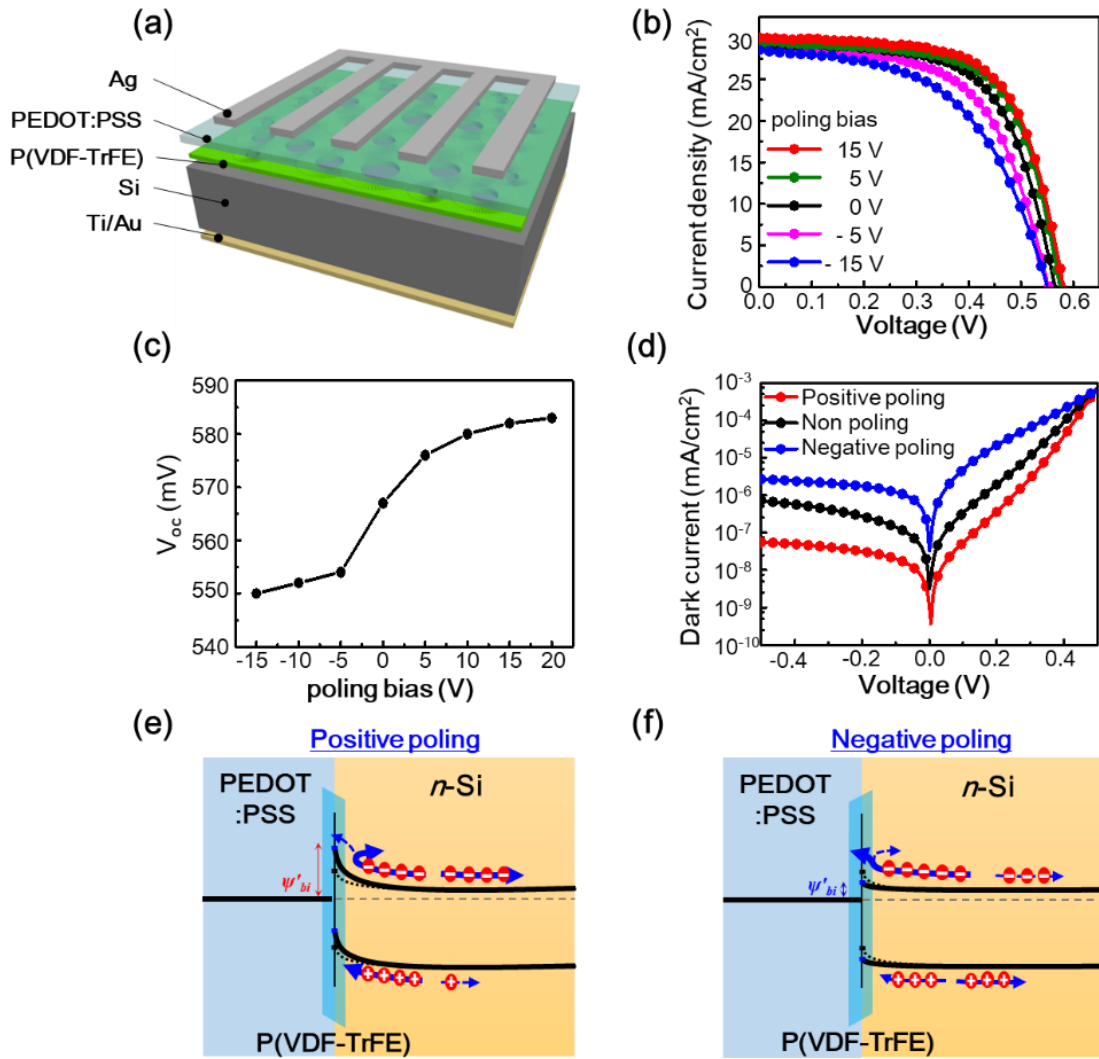 (a)
Ag
PEDOT:PSS
P(VDF-TrFE)
Si
Ti/Au
(b)
Current density (mA/cm²)
30
25
20
15
10
5
0
poling bias
15 V
5 V
0 V
- 5 V
- 15 V
0.0 0.1 0.2 0.3 0.4 0.5 0.6
Voltage (V)
(c)
V_oc (mV)
590
580
570
560
550
540
-15 -10 -5 0 5 10 15 20
poling bias (V)
(d)
Dark current (mA/cm²)
10⁻³
10⁻⁴
10⁻⁵
10⁻⁶
10⁻⁷
10⁻⁸
10⁻⁹
10⁻¹⁰
Positive poling
Non poling
Negative poling
-0.4 -0.2 0.0 0.2 0.4
Voltage (V)
(e)
Positive poling
PEDOT
:PSS
n-Si
ψ'bi
P(VDF-TrFE)
(f)
Negative poling
PEDOT
:PSS
n-Si
ψ'bi
P(VDF-TrFE)